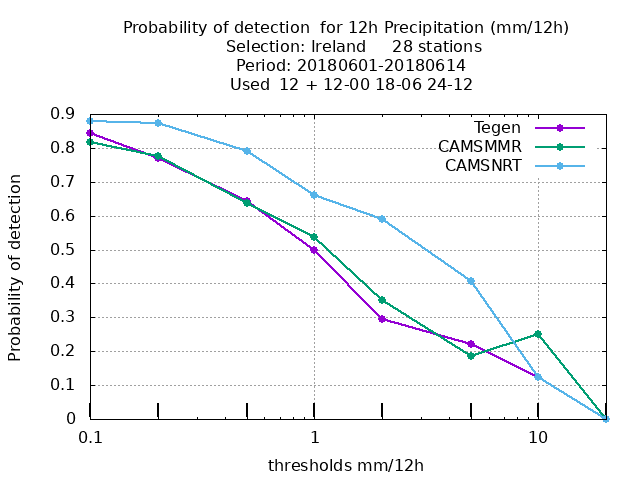 Probability of detection  for 12h Precipitation (mm/12h)
Selection: Ireland     28 stations
Period: 20180601-20180614
Used  12 + 12-00 18-06 24-12
Tegen
CAMSMMR
CAMSNRT
0.9
0.8
0.7
0.6
0.5
0.4
0.3
0.2
0.1
0
Probability of detection
0.1 1 10
thresholds mm/12h